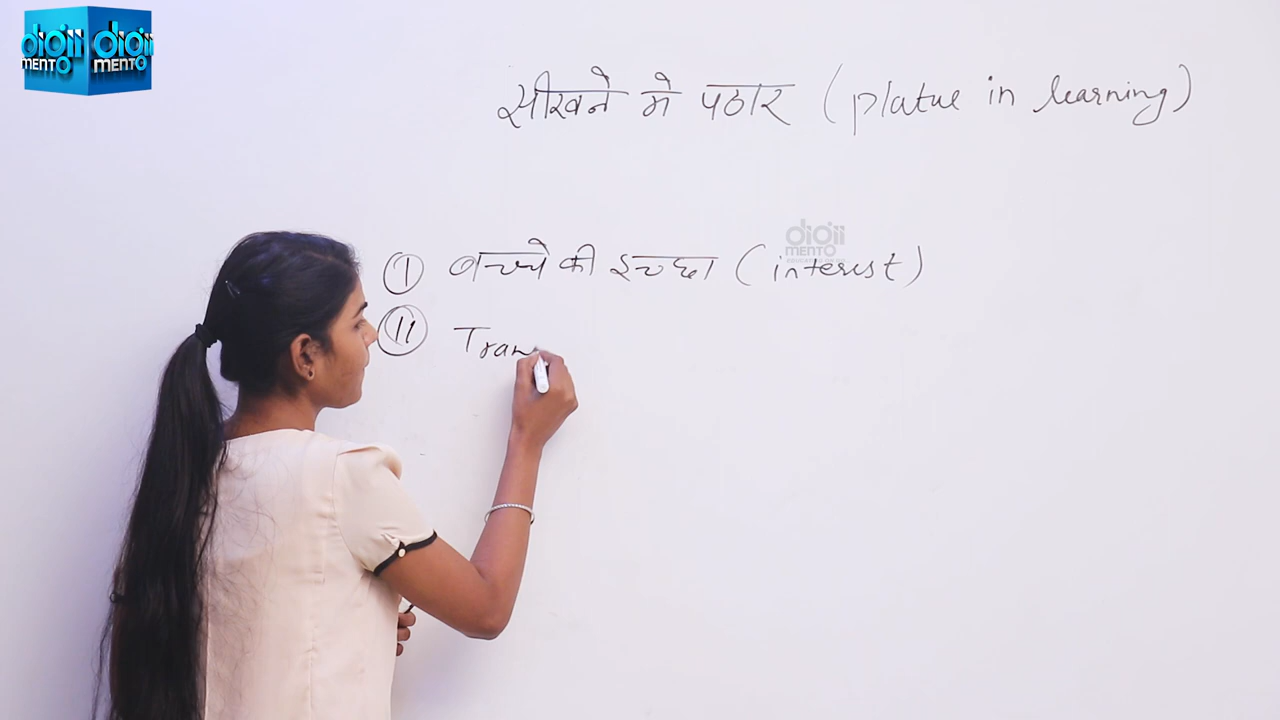 digii digii
MENTO MENTO
सीखने मे पठार (platue in learning)
digii
MENTO
I बच्चे की इच्छा (interest)
II Tran